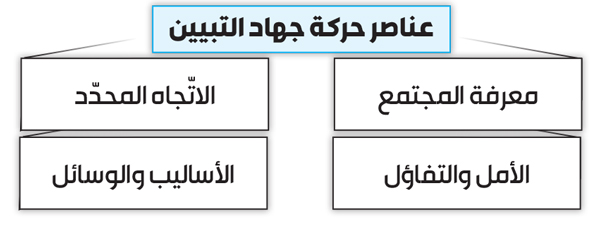 عناصر حركة جهاد التبيين
معرفة المجتمع
الاتّجاه المحدّد
الأمل والتفاؤل
الأساليب والوسائل